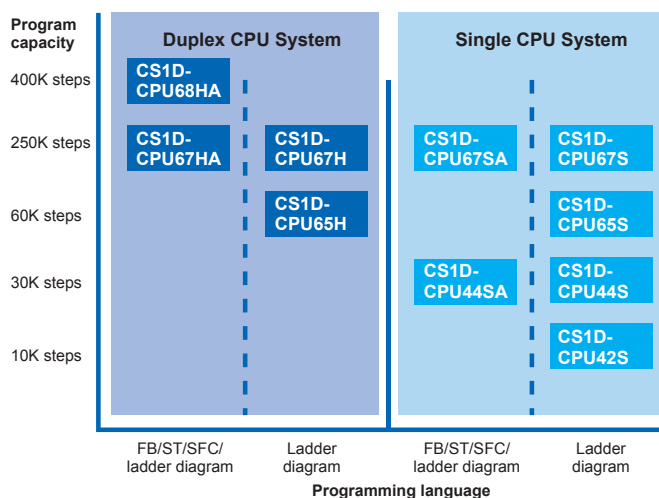 Program
capacity
Duplex CPU System
Single CPU System
400K steps
CS1D-
CPU68HA
250K steps
CS1D-
CPU67HA
CS1D-
CPU67H
CS1D-
CPU67SA
CS1D-
CPU67S
60K steps
CS1D-
CPU65H
CS1D-
CPU65S
30K steps
CS1D-
CPU44SA
CS1D-
CPU44S
10K steps
CS1D-
CPU42S
FB/ST/SFC/
ladder diagram
Ladder
diagram
FB/ST/SFC/
ladder diagram
Ladder
diagram
Programming language